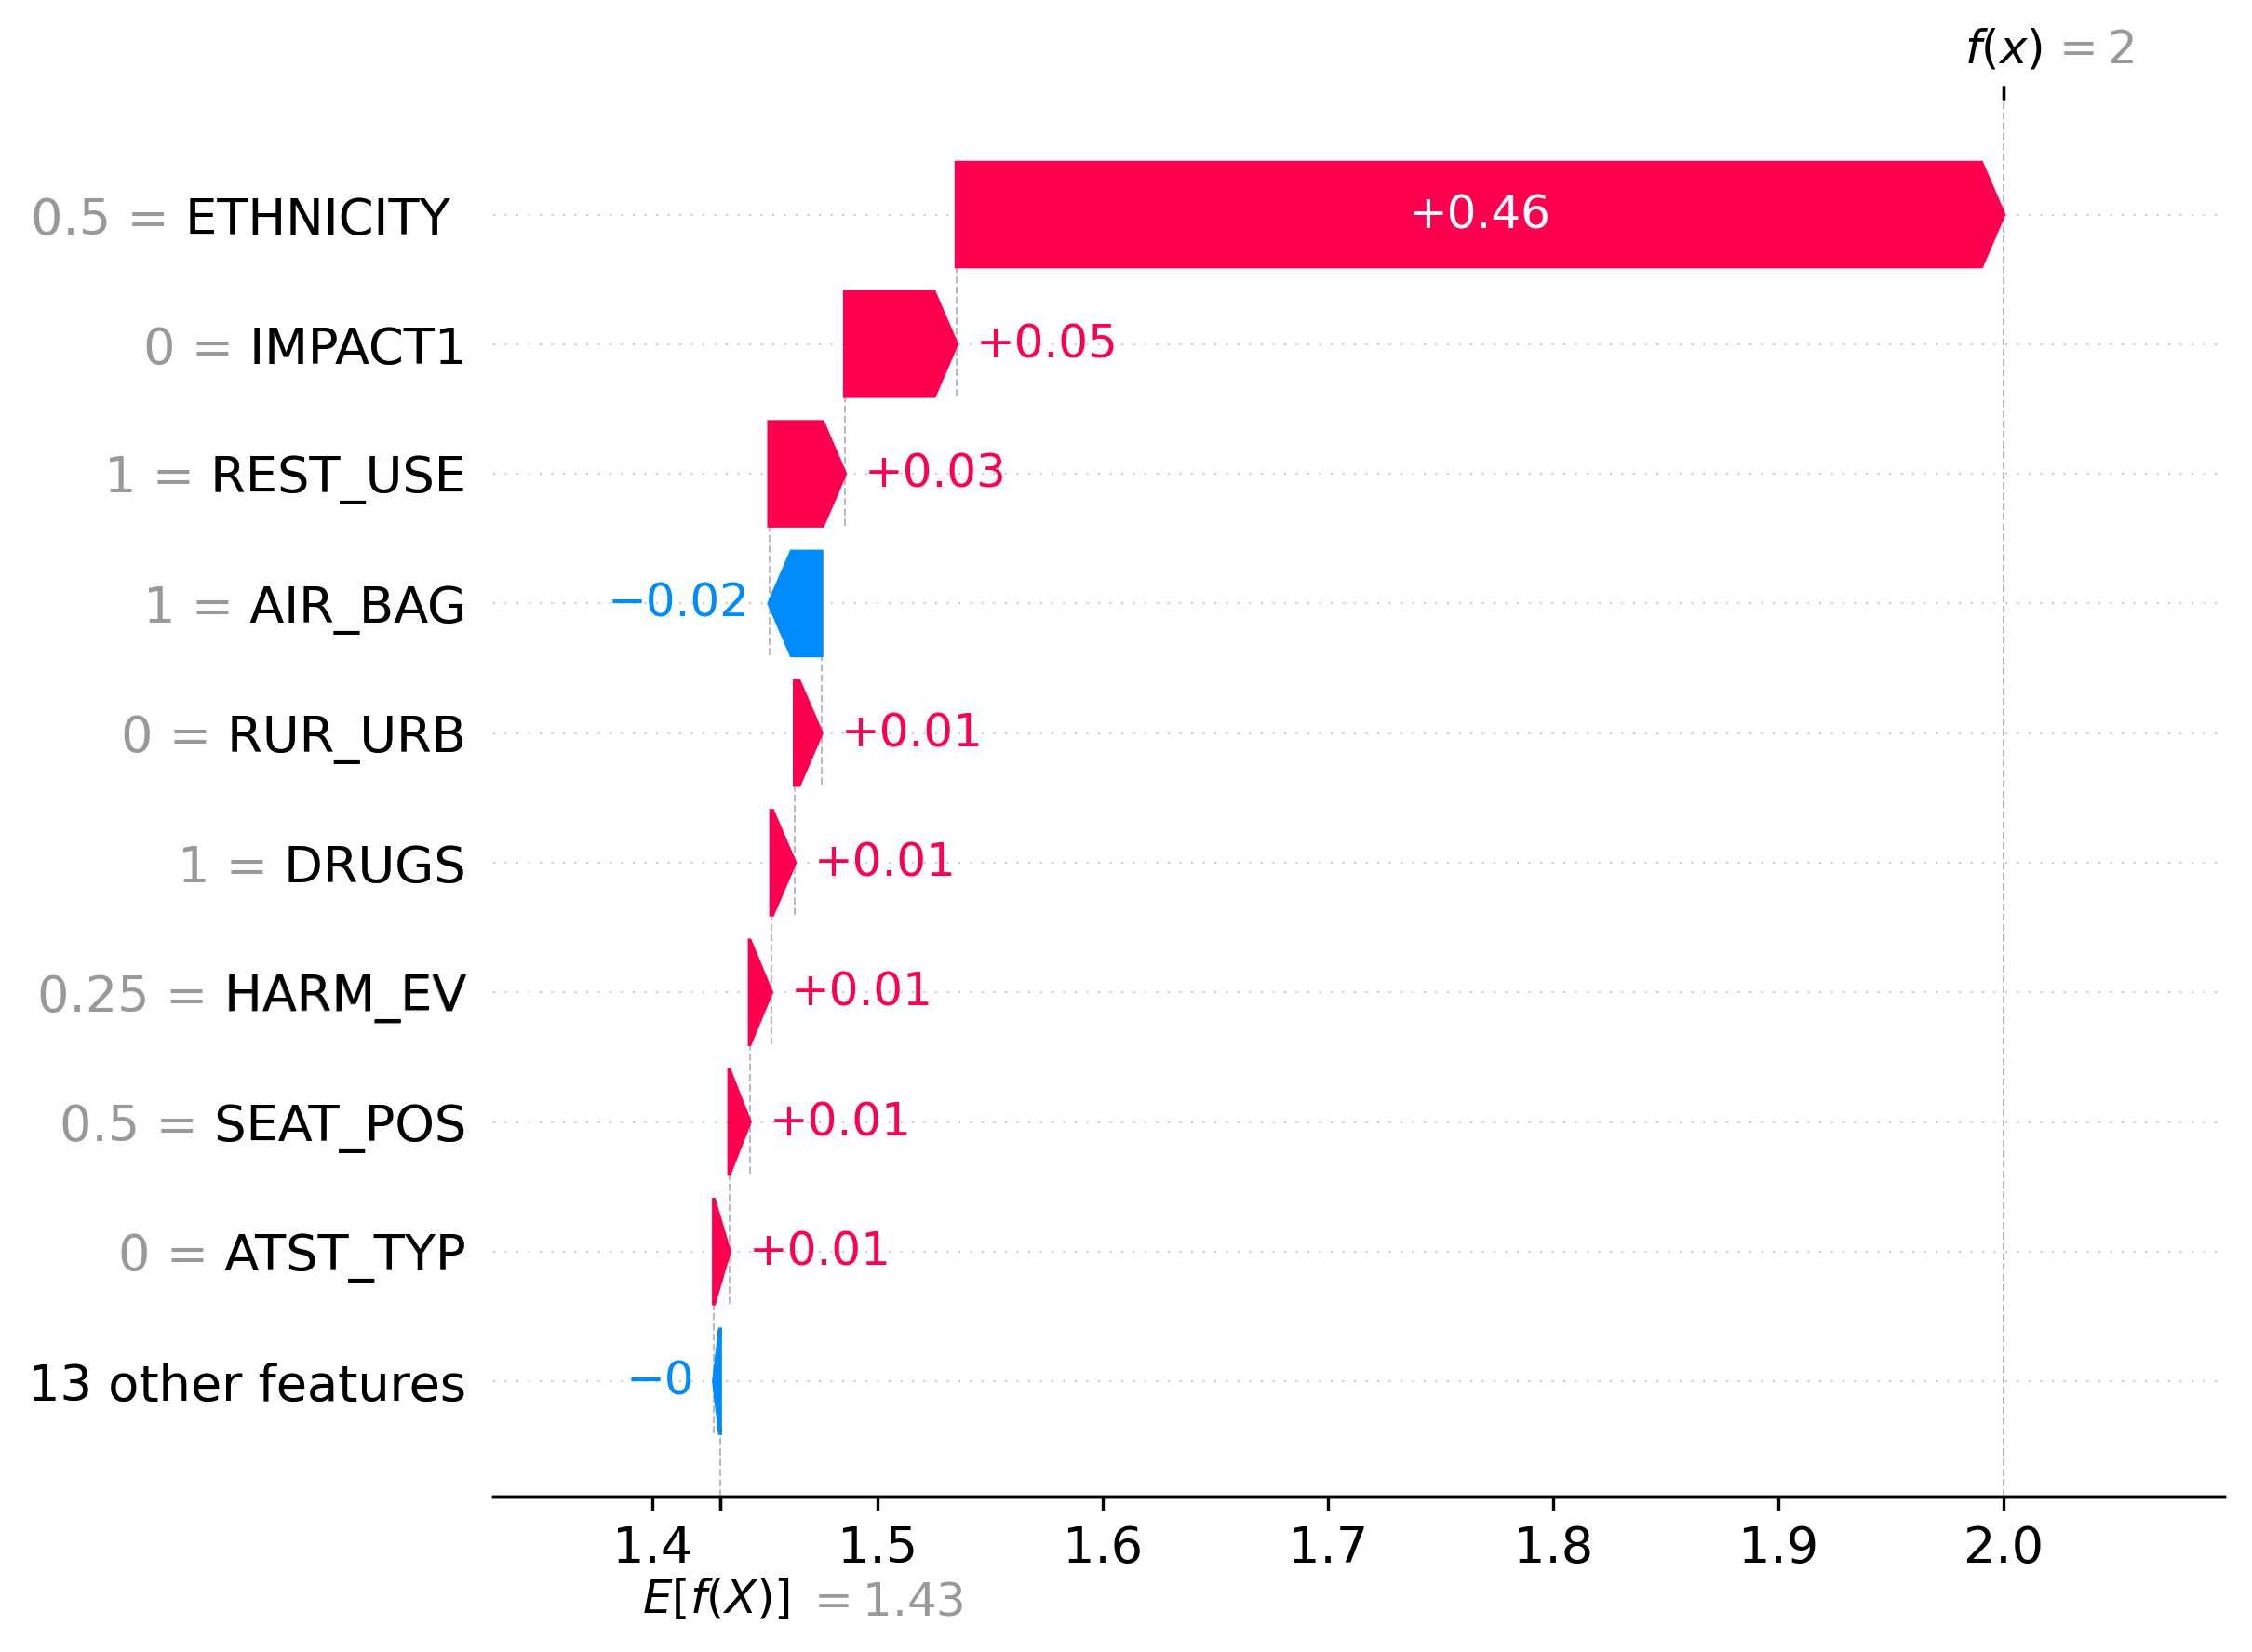 f(x) = 2
0.5 = ETHNICITY +0.46
0 = IMPACT1 +0.05
1 = REST_USE +0.03
1 = AIR_BAG −0.02
0 = RUR_URB +0.01
1 = DRUGS +0.01
0.25 = HARM_EV +0.01
0.5 = SEAT_POS +0.01
0 = ATST_TYP +0.01
13 other features −0
1.4 1.5 1.6 1.7 1.8 1.9 2.0
E[f(X)] = 1.43